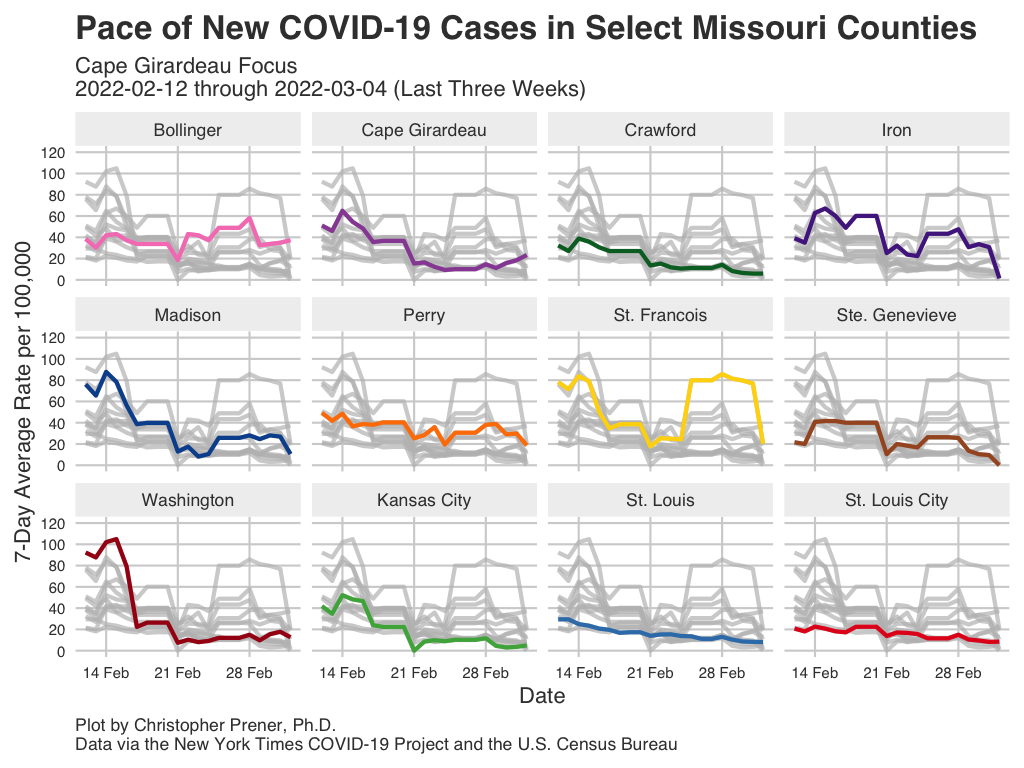 Pace of New COVID-19 Cases in Select Missouri Counties
Cape Girardeau Focus
2022-02-12 through 2022-03-04 (Last Three Weeks)
Bollinger
Cape Girardeau
Crawford
Iron
120
100
80
60
40
20
0
Madison
Perry
St. Francois
Ste. Genevieve
120
100
80
60
40
20
0
Washington
Kansas City
St. Louis
St. Louis City
120
100
80
60
40
20
0
7-Day Average Rate per 100,000
14 Feb
21 Feb
28 Feb
14 Feb
21 Feb
28 Feb
14 Feb
21 Feb
28 Feb
14 Feb
21 Feb
28 Feb
Date
Plot by Christopher Prener, Ph.D.
Data via the New York Times COVID-19 Project and the U.S. Census Bureau